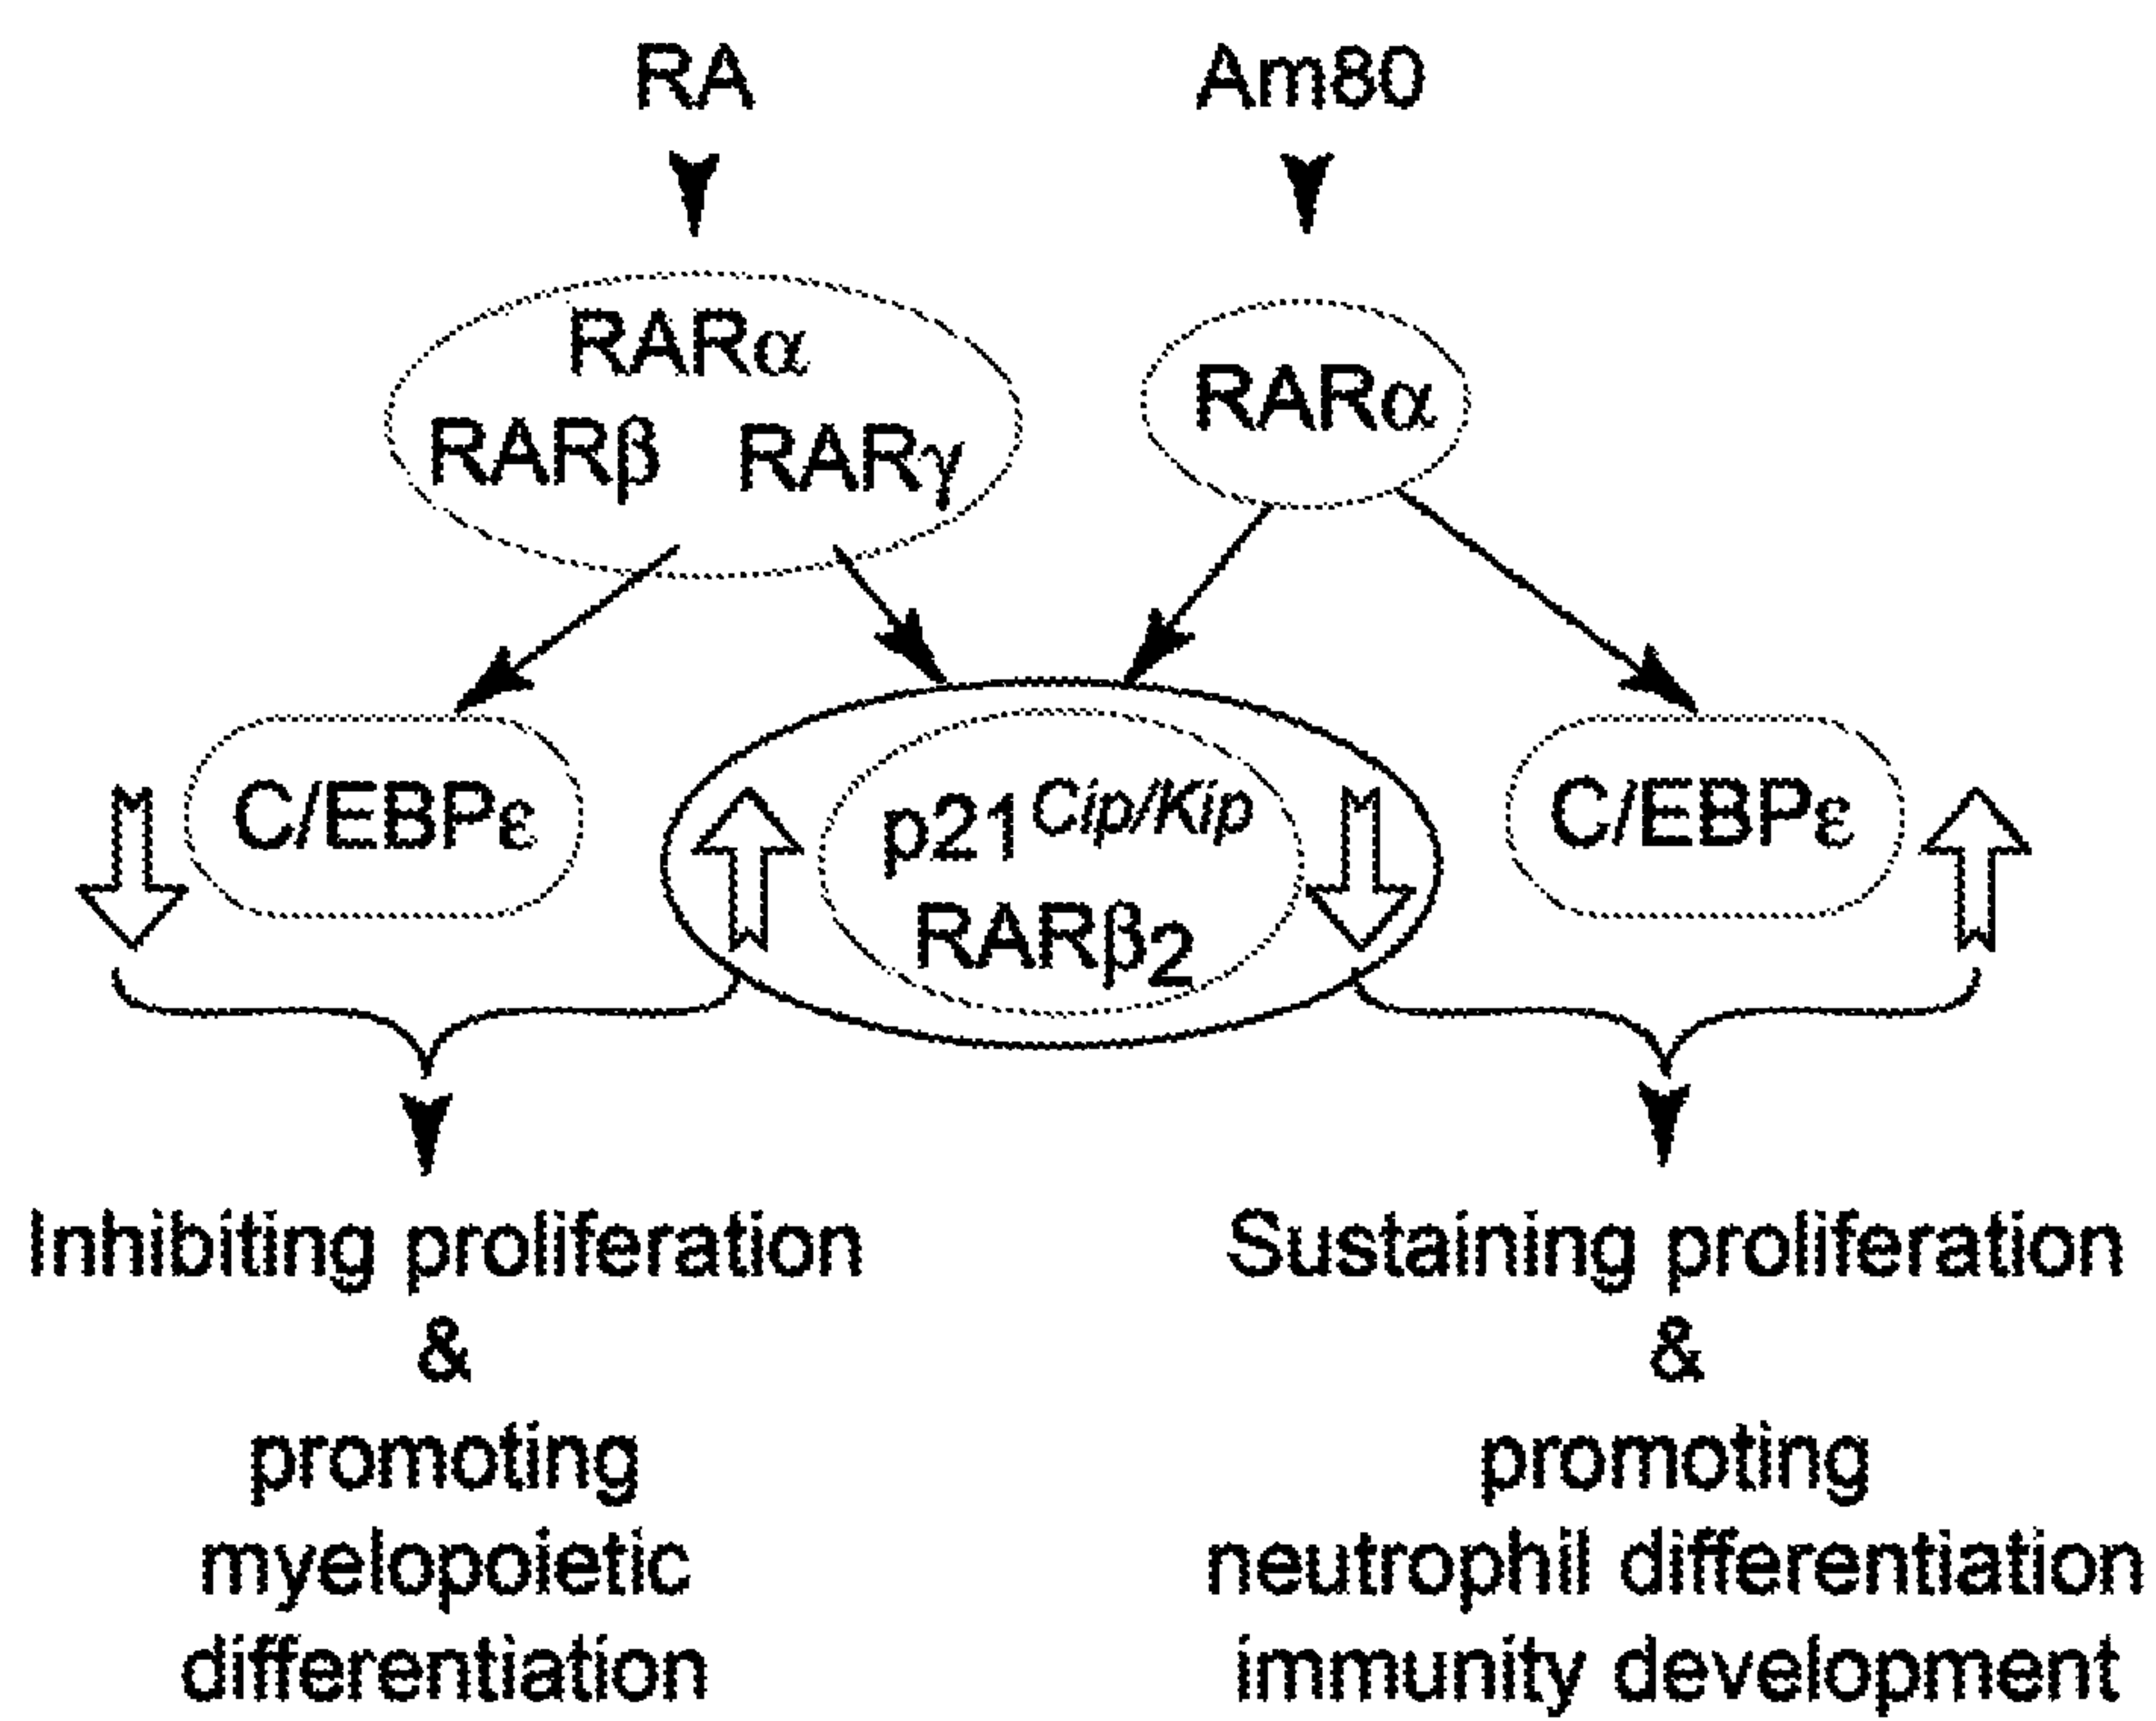 RA
Am80
RARα
RARβ RARγ
RARα
C/EBPε
p21Cip/Kip
RARβ2
C/EBPε
Inhibiting proliferation
&
promoting
myelopoietic
differentiation
Sustaining proliferation
&
promoting
neutrophil differentiation
immunity development